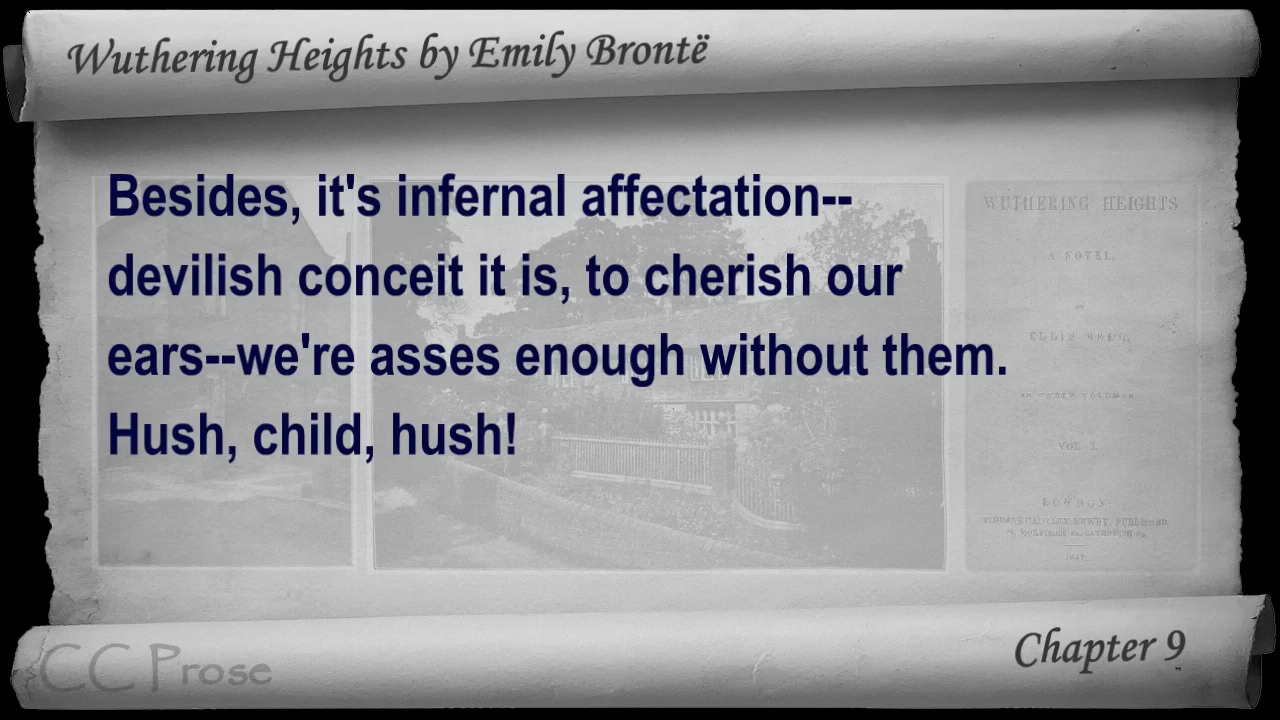 Wuthering Heights by Emily Brontë
Besides, it's infernal affectation--
devilish conceit it is, to cherish our
ears--we're asses enough without them.
Hush, child, hush!
WUTHERING HEIGHTS
A NOVEL,
VOL. I.
LONDON:
1847.
CC Prose
Chapter 9